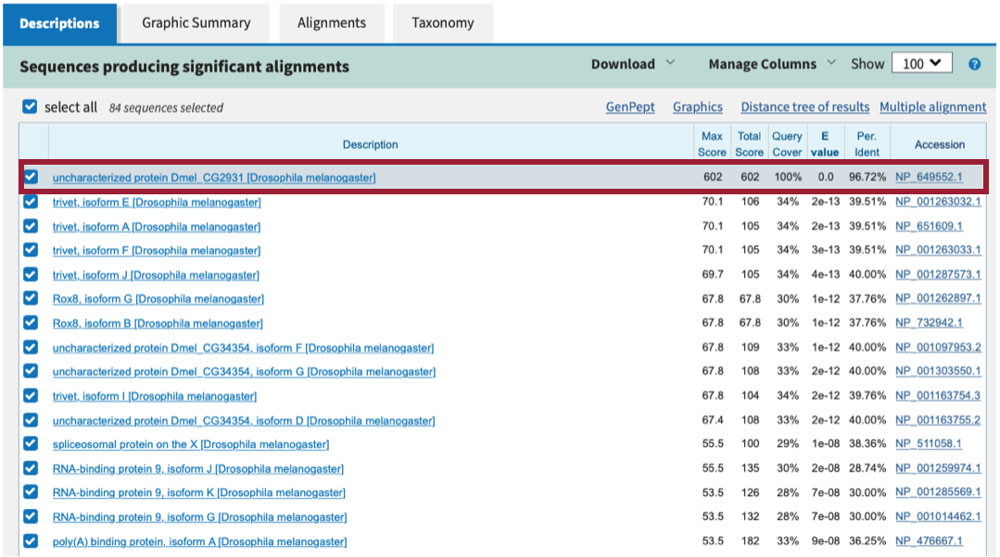 Descriptions Graphic Summary Alignments Taxonomy
Sequences producing significant alignments Download Manage Columns Show 100 ?
select all 84 sequences selected GenPept Graphics Distance tree of results Multiple alignment
Description Max Score Total Score Query Cover E value Per. Ident Accession
uncharacterized protein Dmel_CG2931 [Drosophila melanogaster] 602 602 100% 0.0 96.72% NP_649552.1
trivet, isoform E [Drosophila melanogaster] 70.1 106 34% 2e-13 39.51% NP_001263032.1
trivet, isoform A [Drosophila melanogaster] 70.1 105 34% 2e-13 39.51% NP_651609.1
trivet, isoform F [Drosophila melanogaster] 70.1 105 34% 3e-13 39.51% NP_001263033.1
trivet, isoform J [Drosophila melanogaster] 69.7 105 34% 4e-13 40.00% NP_001287573.1
Rox8, isoform G [Drosophila melanogaster] 67.8 67.8 30% 1e-12 37.76% NP_001262897.1
Rox8, isoform B [Drosophila melanogaster] 67.8 67.8 30% 1e-12 37.76% NP_732942.1
uncharacterized protein Dmel_CG34354, isoform F [Drosophila melanogaster] 67.8 109 33% 1e-12 40.00% NP_001097953.2
uncharacterized protein Dmel_CG34354, isoform G [Drosophila melanogaster] 67.8 108 33% 2e-12 40.00% NP_001303550.1
trivet, isoform I [Drosophila melanogaster] 67.8 104 34% 2e-12 39.76% NP_001163754.3
uncharacterized protein Dmel_CG34354, isoform D [Drosophila melanogaster] 67.4 108 33% 2e-12 40.00% NP_001163755.2
spliceosomal protein on the X [Drosophila melanogaster] 55.5 100 29% 1e-08 38.36% NP_511058.1
RNA-binding protein 9, isoform J [Drosophila melanogaster] 55.5 135 30% 2e-08 28.74% NP_001259974.1
RNA-binding protein 9, isoform K [Drosophila melanogaster] 53.5 126 28% 7e-08 30.00% NP_001285569.1
RNA-binding protein 9, isoform G [Drosophila melanogaster] 53.5 132 28% 7e-08 30.00% NP_001014462.1
poly(A) binding protein, isoform A [Drosophila melanogaster] 53.5 182 33% 9e-08 36.25% NP_476667.1